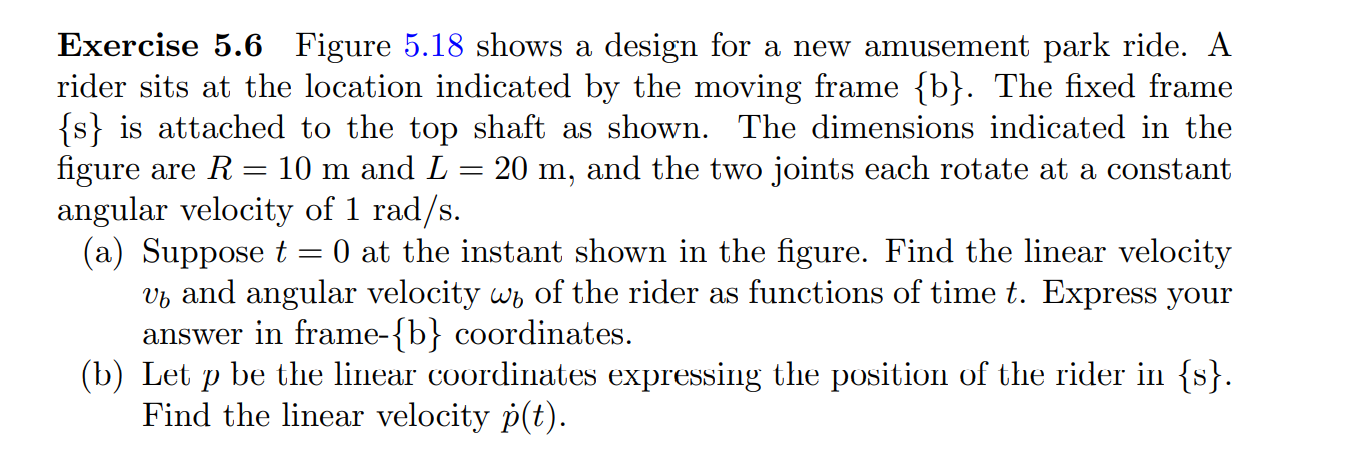 Exercise 5.6 Figure 5.18 shows a design for a new amusement park ride. A
rider sits at the location indicated by the moving frame {b}. The fixed frame
{s} is attached to the top shaft as shown. The dimensions indicated in the
figure are R = 10 m and L = 20 m, and the two joints each rotate at a constant
angular velocity of 1 rad/s.
(a) Suppose t = 0 at the instant shown in the figure. Find the linear velocity
v_b and angular velocity ω_b of the rider as functions of time t. Express your
answer in frame-{b} coordinates.
(b) Let p be the linear coordinates expressing the position of the rider in {s}.
Find the linear velocity ṗ(t).